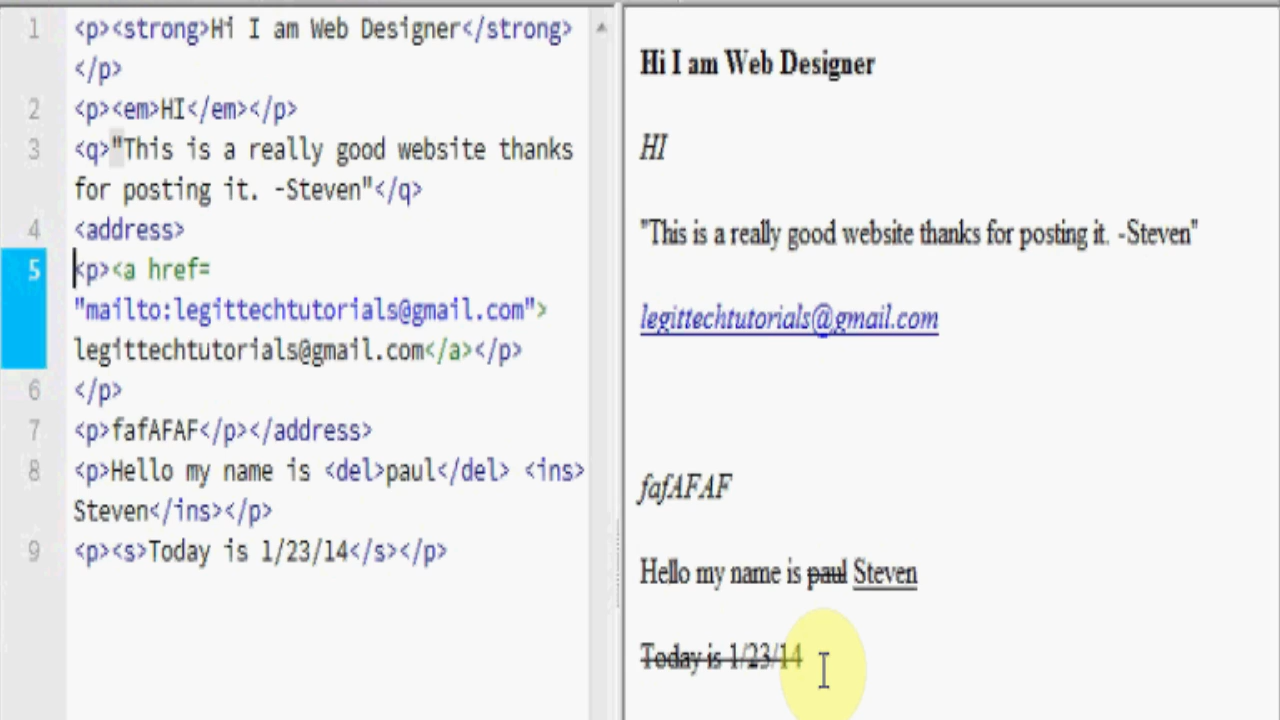 1 <p><strong>Hi I am Web Designer</strong>
</p>
2 <p><em>HI</em></p>
3 <q>"This is a really good website thanks
for posting it. -Steven"</q>
4 <address>
5 <p><a href=
"mailto:legittechtutorials@gmail.com">
legittechtutorials@gmail.com</a></p>
6 </p>
7 <p>fafAFAF</p></address>
8 <p>Hello my name is <del>paul</del> <ins>
Steven</ins></p>
9 <p><s>Today is 1/23/14</s></p>
Hi I am Web Designer
HI
"This is a really good website thanks for posting it. -Steven"
legittechtutorials@gmail.com
fafAFAF
Hello my name is paul Steven
Today is 1/23/14